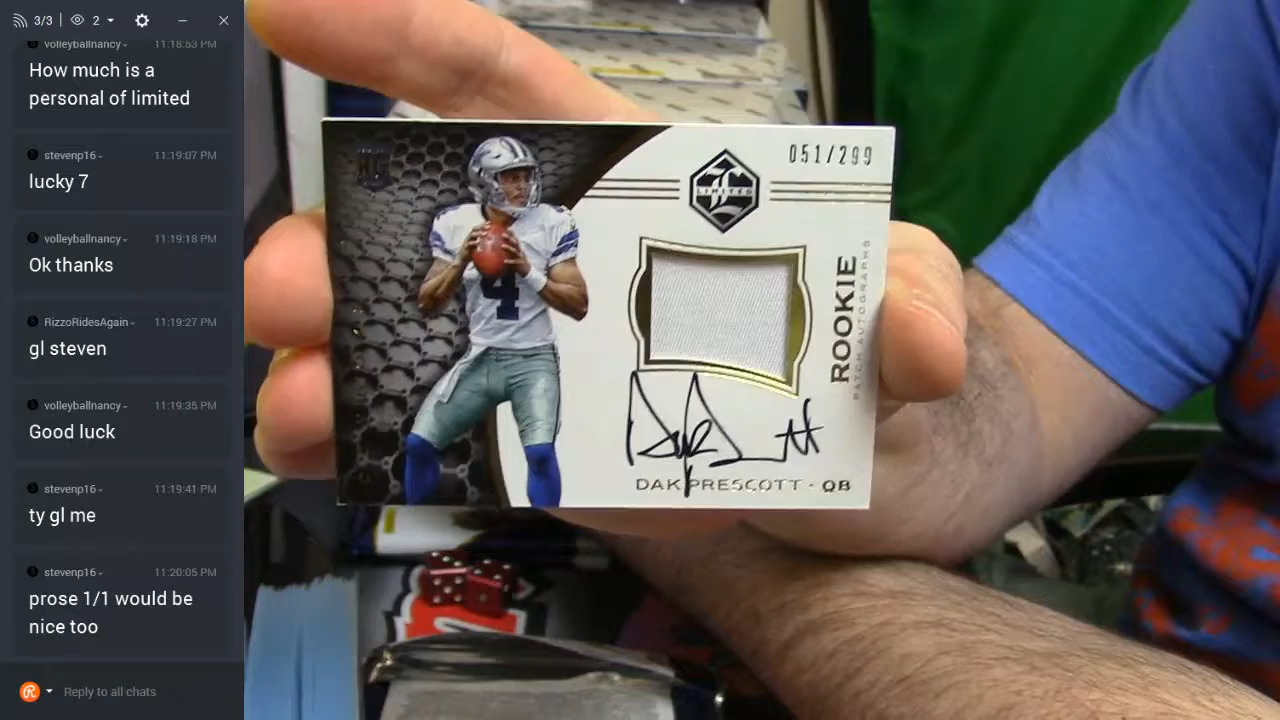 3/3
2
volleyballnancy
11:18:53 PM
How much is a
personal of limited
stevenp16
11:19:07 PM
lucky 7
volleyballnancy
11:19:18 PM
Ok thanks
RizzoRidesAgain
11:19:27 PM
gl steven
volleyballnancy
11:19:35 PM
Good luck
stevenp16
11:19:41 PM
ty gl me
stevenp16
11:20:05 PM
prose 1/1 would be
nice too
Reply to all chats
RC
051/299
LIMITED
4
ROOKIE
PATCH AUTOGRAPHS
DAK PRESCOTT · QB